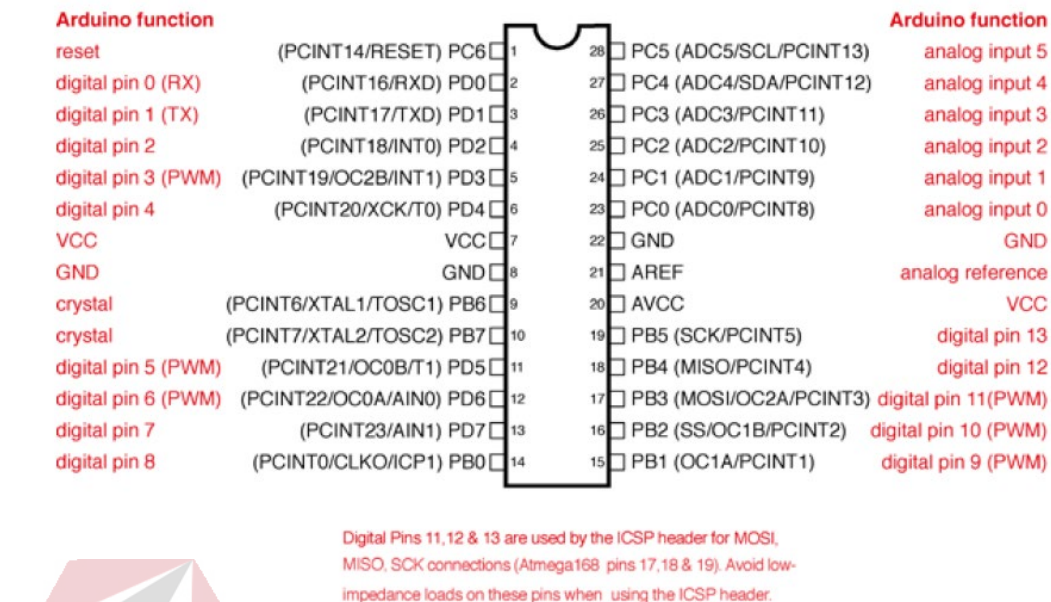 Arduino function Arduino function
reset (PCINT14/RESET) PC6 1 28 PC5 (ADC5/SCL/PCINT13) analog input 5
digital pin 0 (RX) (PCINT16/RXD) PD0 2 27 PC4 (ADC4/SDA/PCINT12) analog input 4
digital pin 1 (TX) (PCINT17/TXD) PD1 3 26 PC3 (ADC3/PCINT11) analog input 3
digital pin 2 (PCINT18/INT0) PD2 4 25 PC2 (ADC2/PCINT10) analog input 2
digital pin 3 (PWM) (PCINT19/OC2B/INT1) PD3 5 24 PC1 (ADC1/PCINT9) analog input 1
digital pin 4 (PCINT20/XCK/T0) PD4 6 23 PC0 (ADC0/PCINT8) analog input 0
VCC VCC 7 22 GND GND
GND GND 8 21 AREF analog reference
crystal (PCINT6/XTAL1/TOSC1) PB6 9 20 AVCC VCC
crystal (PCINT7/XTAL2/TOSC2) PB7 10 19 PB5 (SCK/PCINT5) digital pin 13
digital pin 5 (PWM) (PCINT21/OC0B/T1) PD5 11 18 PB4 (MISO/PCINT4) digital pin 12
digital pin 6 (PWM) (PCINT22/OC0A/AIN0) PD6 12 17 PB3 (MOSI/OC2A/PCINT3) digital pin 11(PWM)
digital pin 7 (PCINT23/AIN1) PD7 13 16 PB2 (SS/OC1B/PCINT2) digital pin 10 (PWM)
digital pin 8 (PCINT0/CLKO/ICP1) PB0 14 15 PB1 (OC1A/PCINT1) digital pin 9 (PWM)
Digital Pins 11,12 & 13 are used by the ICSP header for MOSI,
MISO, SCK connections (Atmega168 pins 17,18 & 19). Avoid low-
impedance loads on these pins when using the ICSP header.